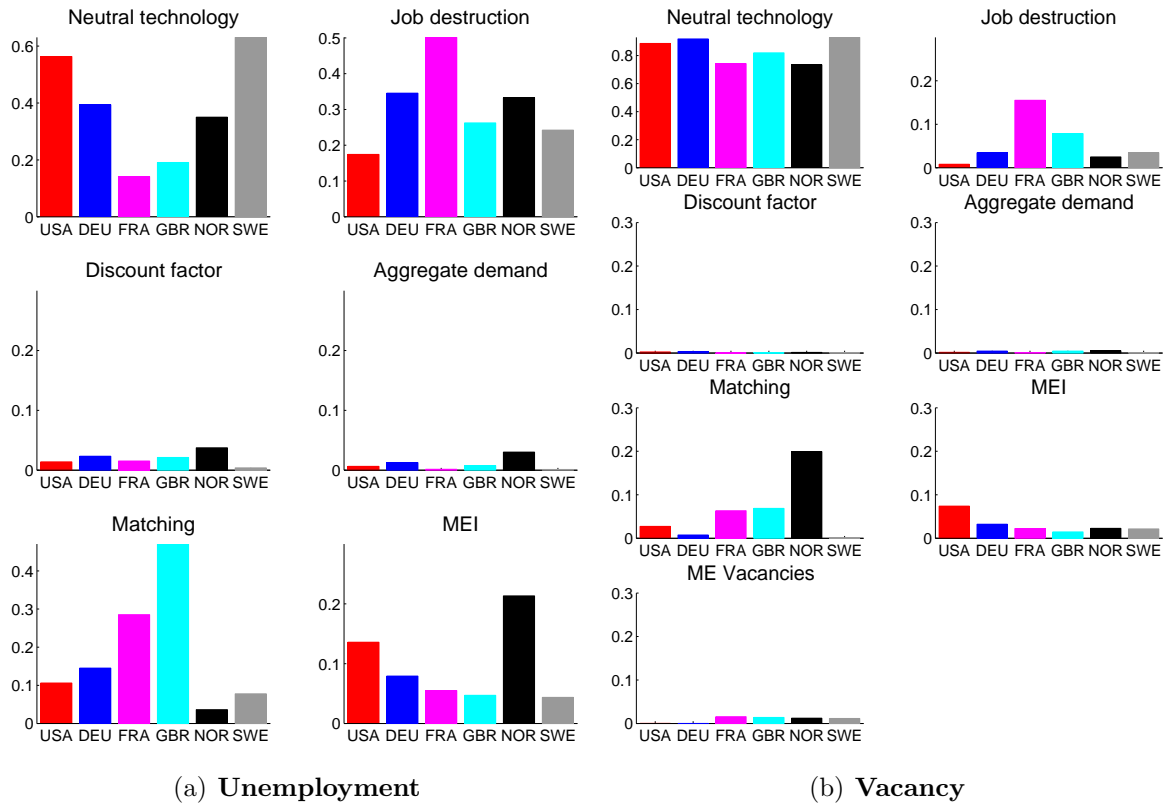 Neutral technology
0.6
0.4
0.2
0
USA DEU FRA GBR NOR SWE
Job destruction
0.5
0.4
0.3
0.2
0.1
0
USA DEU FRA GBR NOR SWE
Discount factor
0.2
0.1
0
USA DEU FRA GBR NOR SWE
Aggregate demand
0.2
0.1
0
USA DEU FRA GBR NOR SWE
Matching
0.4
0.3
0.2
0.1
0
USA DEU FRA GBR NOR SWE
MEI
0.2
0.1
0
USA DEU FRA GBR NOR SWE
(a) Unemployment
Neutral technology
0.8
0.6
0.4
0.2
0
USA DEU FRA GBR NOR SWE
Job destruction
0.2
0.1
0
USA DEU FRA GBR NOR SWE
Discount factor
0.3
0.2
0.1
0
USA DEU FRA GBR NOR SWE
Aggregate demand
0.3
0.2
0.1
0
USA DEU FRA GBR NOR SWE
Matching
0.3
0.2
0.1
0
USA DEU FRA GBR NOR SWE
MEI
0.3
0.2
0.1
0
USA DEU FRA GBR NOR SWE
ME Vacancies
0.3
0.2
0.1
0
USA DEU FRA GBR NOR SWE
(b) Vacancy